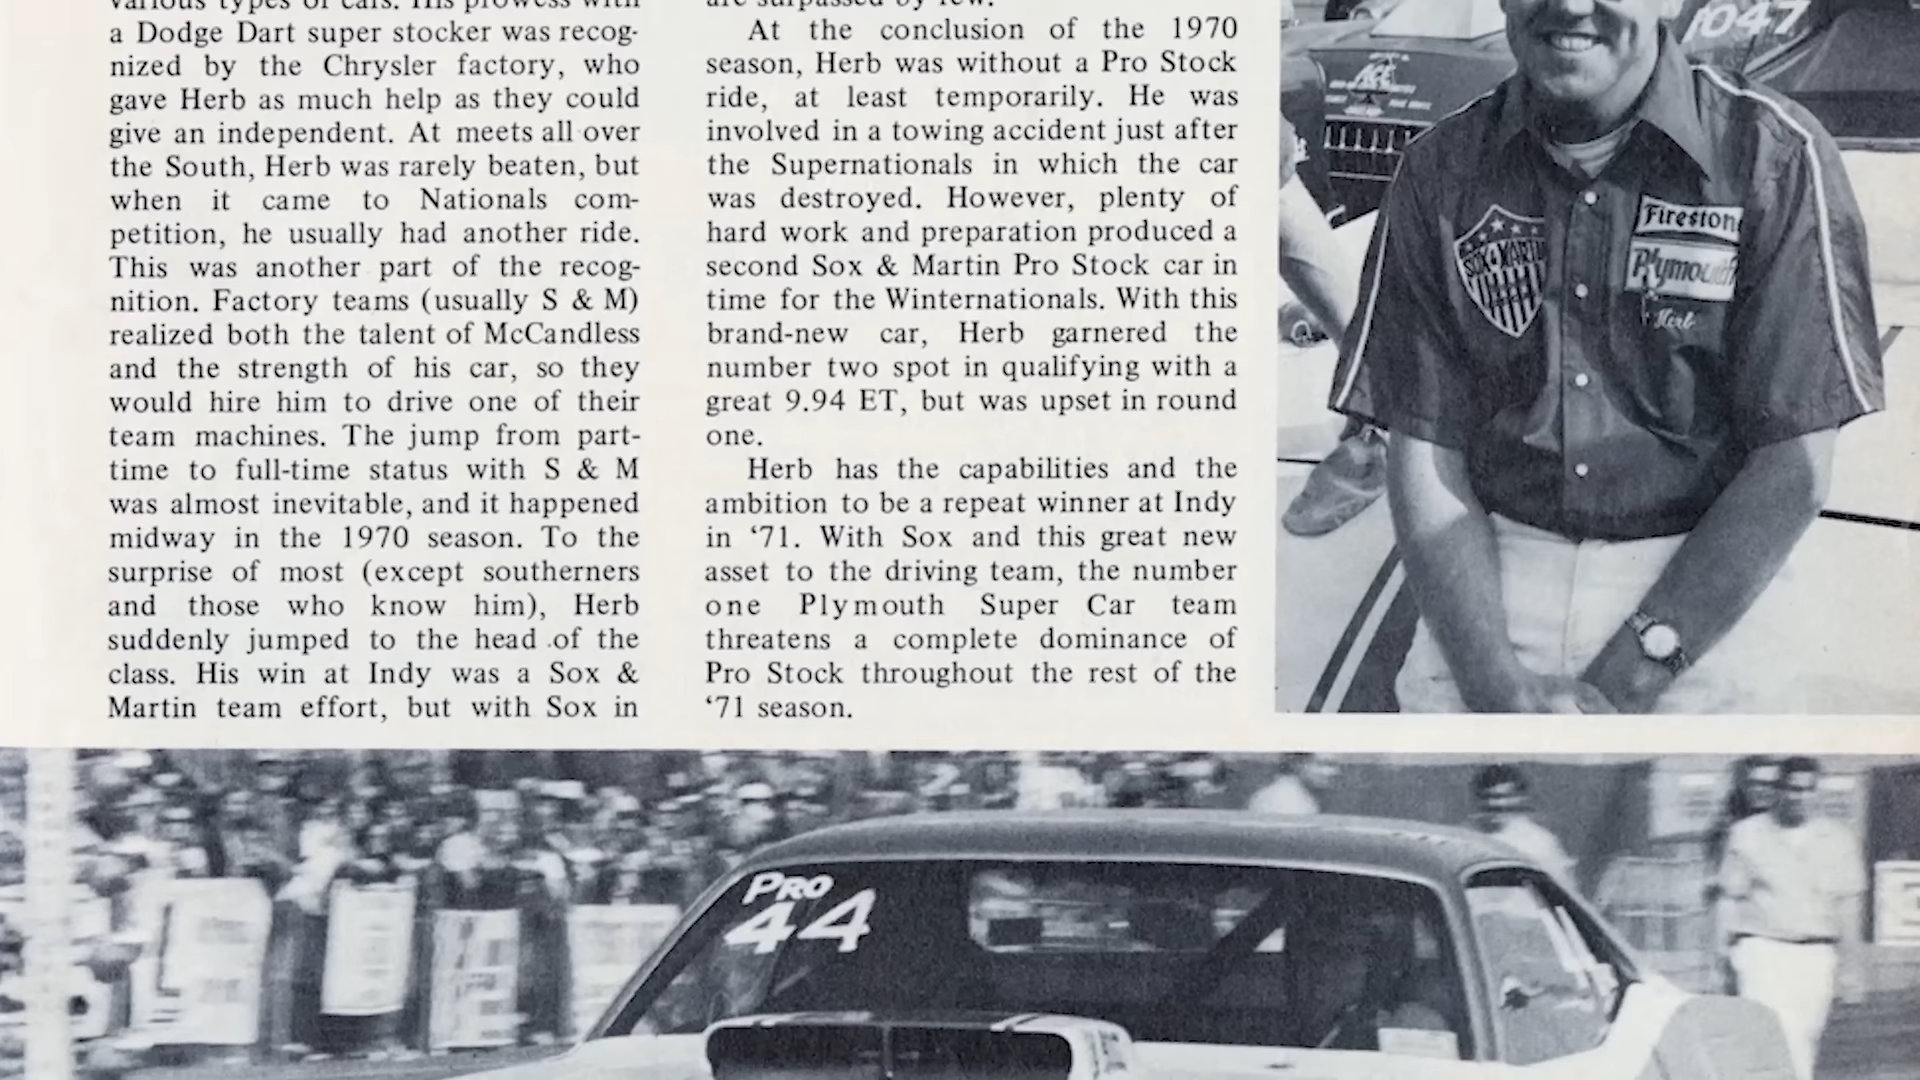 various types of cars. His prowess with
a Dodge Dart super stocker was recog-
nized by the Chrysler factory, who
gave Herb as much help as they could
give an independent. At meets all over
the South, Herb was rarely beaten, but
when it came to Nationals com-
petition, he usually had another ride.
This was another part of the recog-
nition. Factory teams (usually S & M)
realized both the talent of McCandless
and the strength of his car, so they
would hire him to drive one of their
team machines. The jump from part-
time to full-time status with S & M
was almost inevitable, and it happened
midway in the 1970 season. To the
surprise of most (except southerners
and those who know him), Herb
suddenly jumped to the head of the
class. His win at Indy was a Sox &
Martin team effort, but with Sox in
are surpassed by few.
At the conclusion of the 1970
season, Herb was without a Pro Stock
ride, at least temporarily. He was
involved in a towing accident just after
the Supernationals in which the car
was destroyed. However, plenty of
hard work and preparation produced a
second Sox & Martin Pro Stock car in
time for the Winternationals. With this
brand-new car, Herb garnered the
number two spot in qualifying with a
great 9.94 ET, but was upset in round
one.
Herb has the capabilities and the
ambition to be a repeat winner at Indy
in ‘71. With Sox and this great new
asset to the driving team, the number
one Plymouth Super Car team
threatens a complete dominance of
Pro Stock throughout the rest of the
‘71 season.
1047
SOX & MARTIN
Firestone
Plymouth
Herb
PRO
44